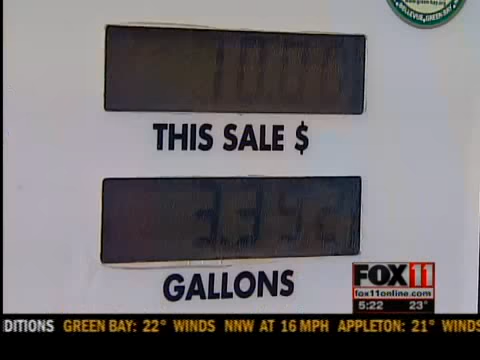 10.00
THIS SALE $
3.392
GALLONS
FOX 11
fox11online.com
5:22 23°
DITIONS GREEN BAY: 22° WINDS NNW AT 16 MPH APPLETON: 21° WINDS